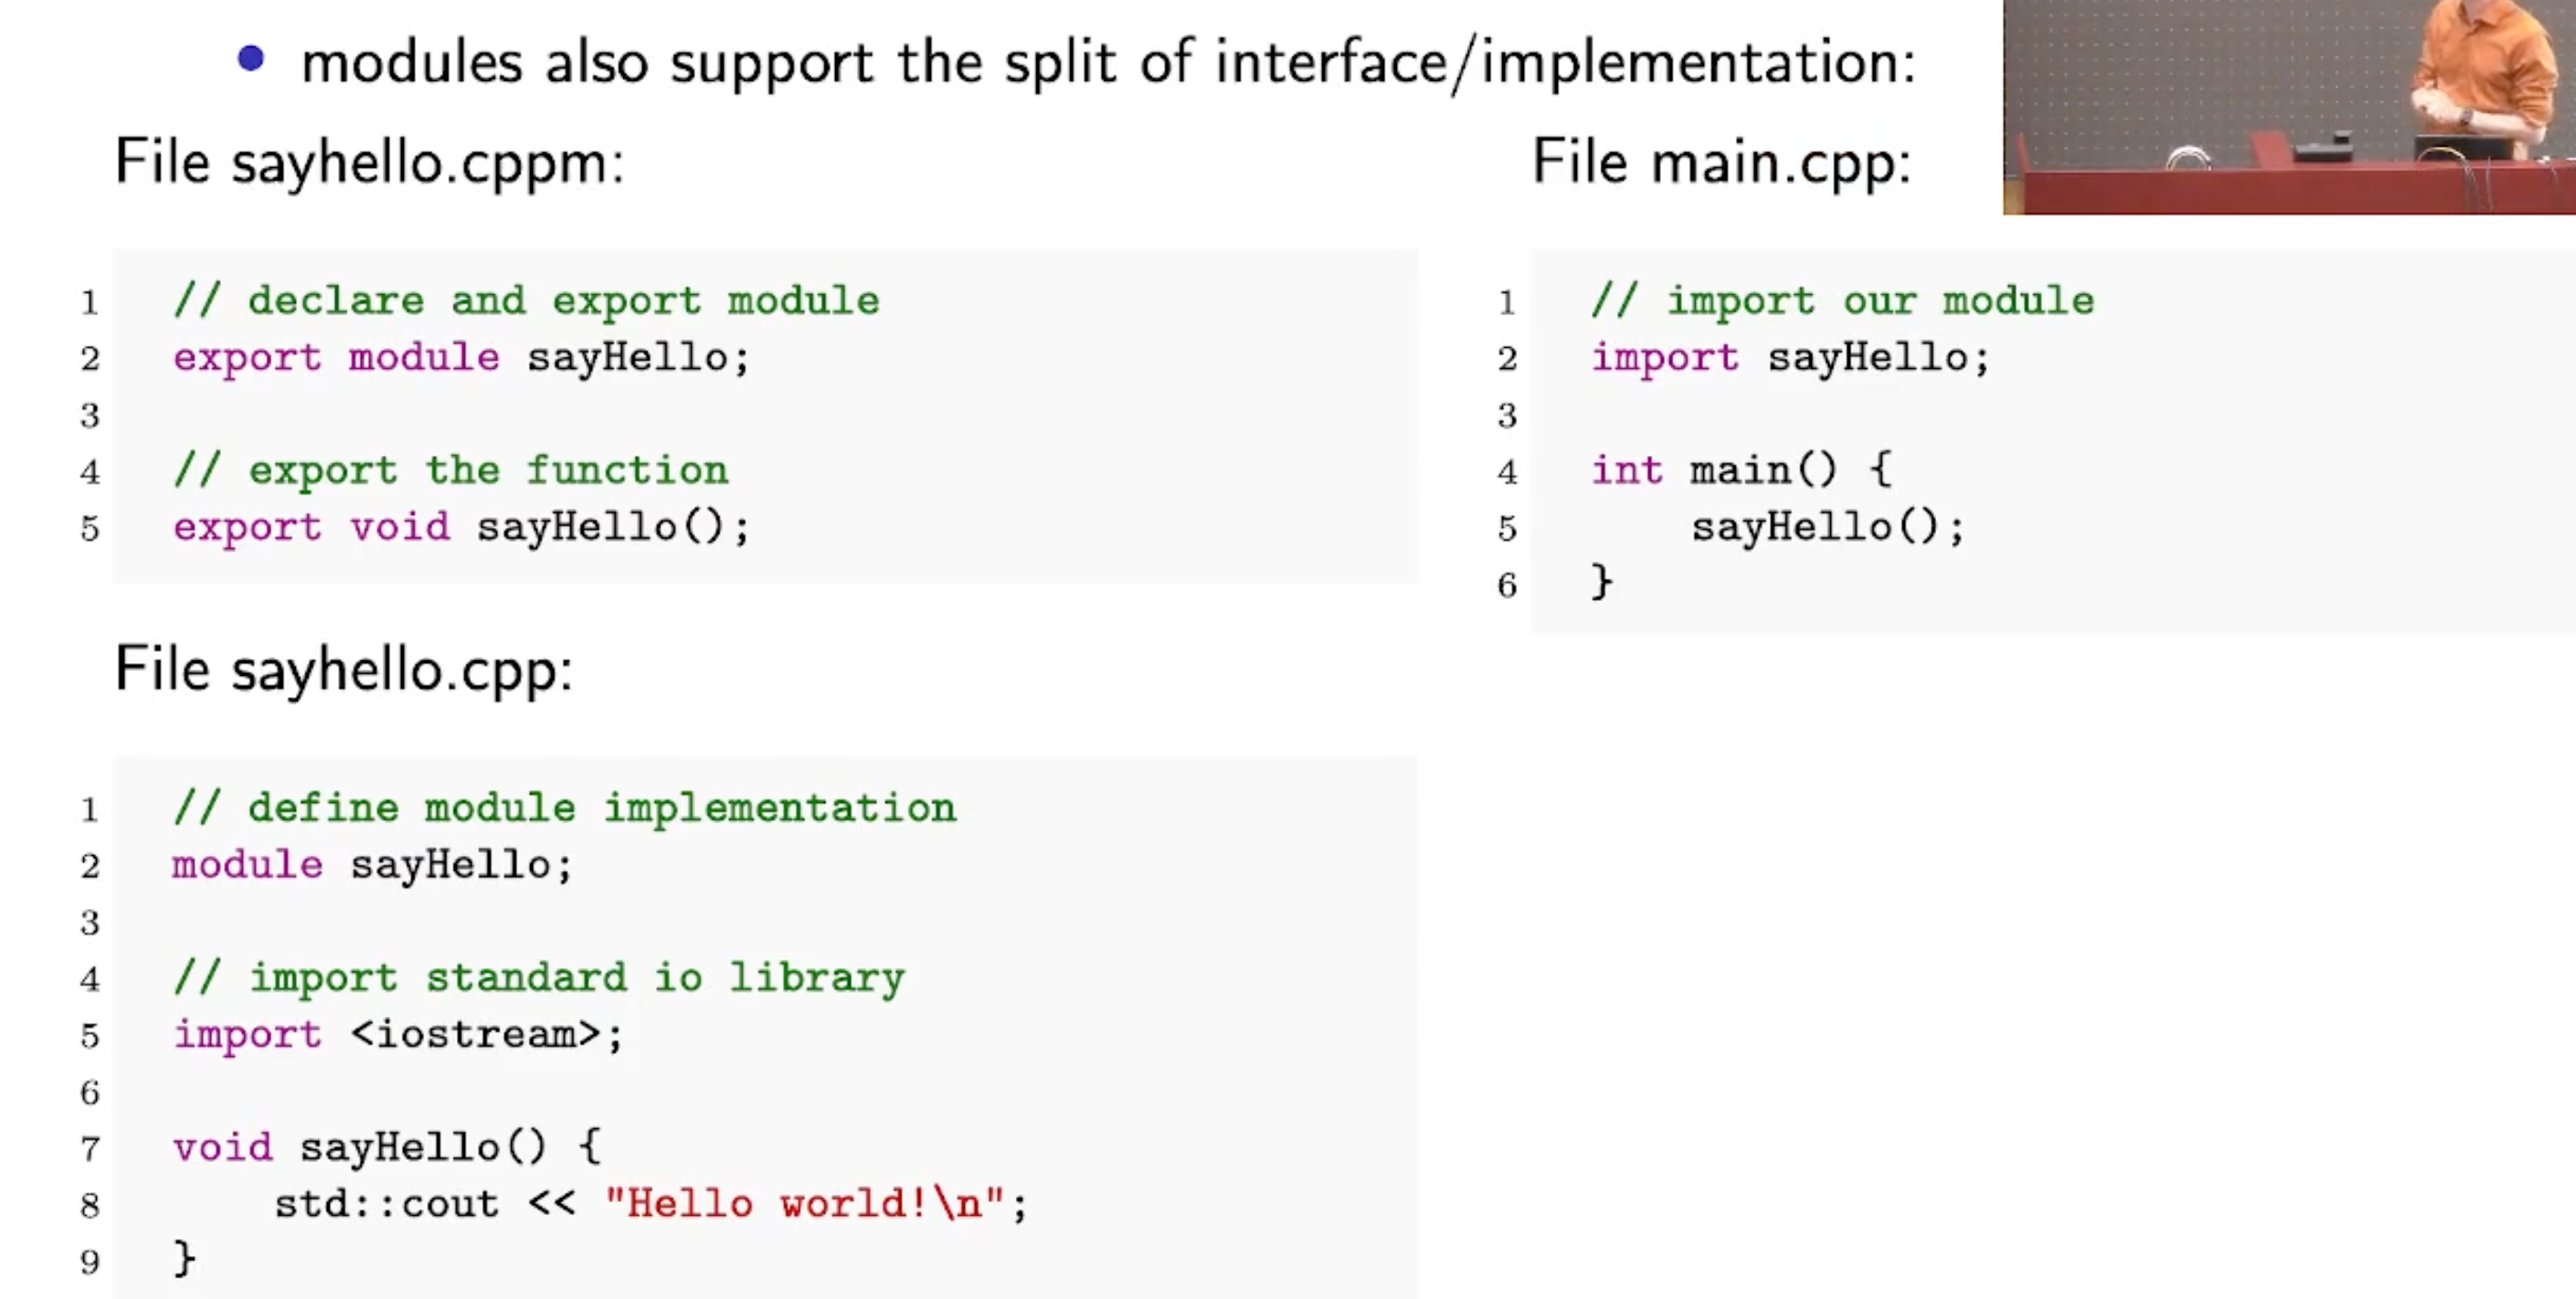 • modules also support the split of interface/implementation:
File sayhello.cppm:
1 // declare and export module
2 export module sayHello;
3
4 // export the function
5 export void sayHello();
File sayhello.cpp:
1 // define module implementation
2 module sayHello;
3
4 // import standard io library
5 import <iostream>;
6
7 void sayHello() {
8     std::cout << "Hello world!\n";
9 }
File main.cpp:
1 // import our module
2 import sayHello;
3
4 int main() {
5     sayHello();
6 }